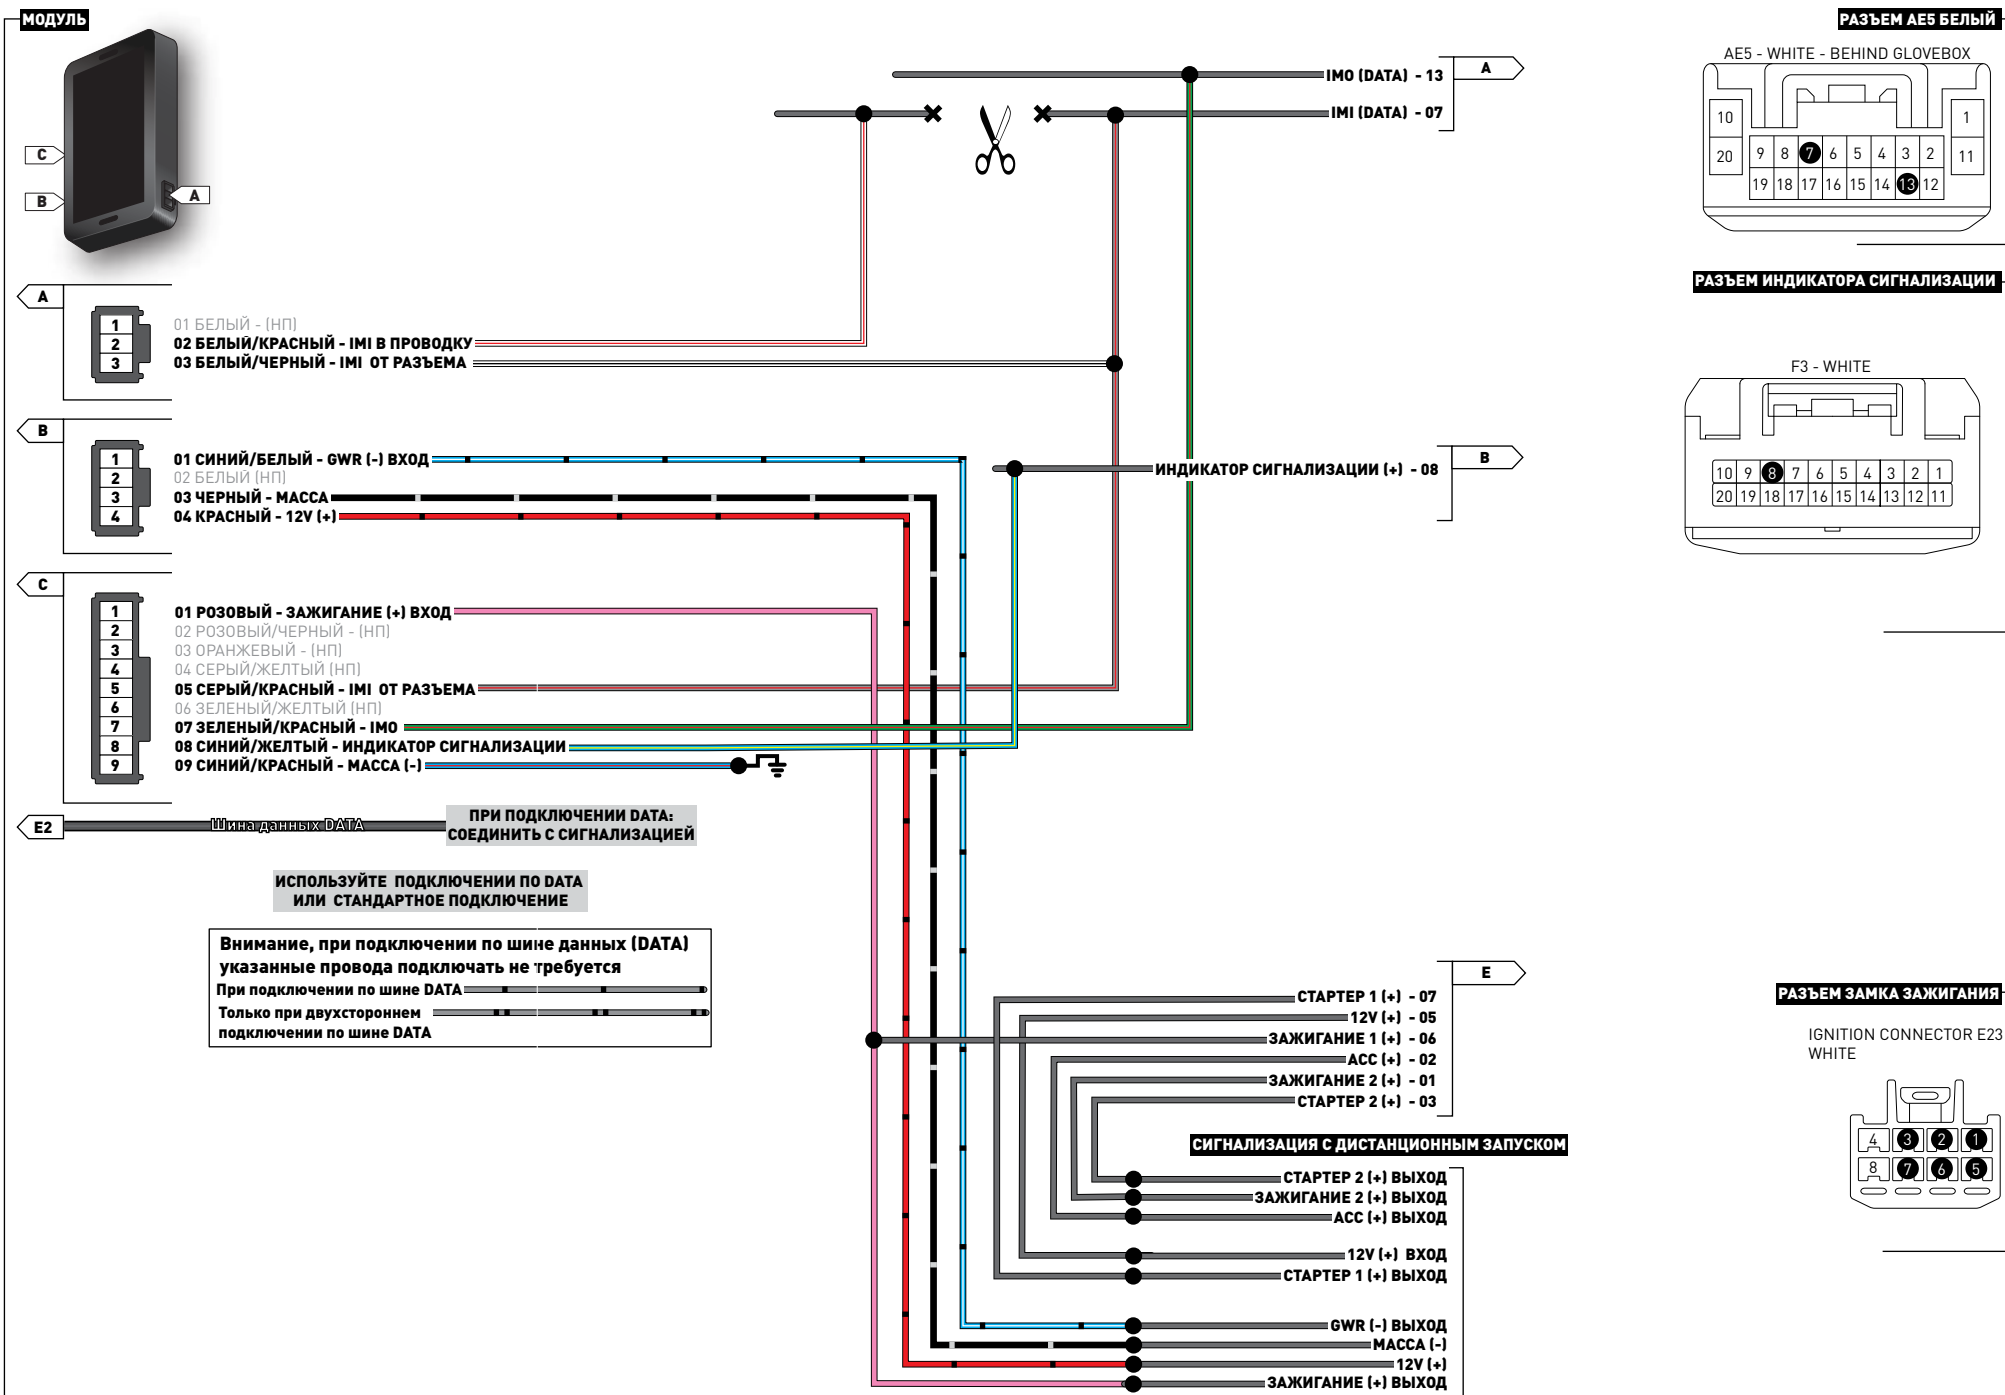 МОДУЛЬ
РАЗЪЕМ AE5 БЕЛЫЙ
AE5 - WHITE - BEHIND GLOVEBOX
10
1
20
9 8 7 6 5 4 3 2
11
19 18 17 16 15 14 13 12
IMO (DATA) - 13
A
IMI (DATA) - 07
C
B
A
A
1
2
3
01 БЕЛЫЙ - (НП)
02 БЕЛЫЙ/КРАСНЫЙ - IMI В ПРОВОДКУ
03 БЕЛЫЙ/ЧЕРНЫЙ - IMI ОТ РАЗЪЕМА
РАЗЪЕМ ИНДИКАТОРА СИГНАЛИЗАЦИИ
F3 - WHITE
10 9 8 7 6 5 4 3 2 1
20 19 18 17 16 15 14 13 12 11
B
1
2
3
4
01 СИНИЙ/БЕЛЫЙ - GWR (-) ВХОД
02 БЕЛЫЙ (НП)
03 ЧЕРНЫЙ - МАССА
04 КРАСНЫЙ - 12V (+)
ИНДИКАТОР СИГНАЛИЗАЦИИ (+) - 08
B
C
1
2
3
4
5
6
7
8
9
01 РОЗОВЫЙ - ЗАЖИГАНИЕ (+) ВХОД
02 РОЗОВЫЙ/ЧЕРНЫЙ - (НП)
03 ОРАНЖЕВЫЙ - (НП)
04 СЕРЫЙ/ЖЕЛТЫЙ (НП)
05 СЕРЫЙ/КРАСНЫЙ - IMI ОТ РАЗЪЕМА
06 ЗЕЛЕНЫЙ/ЖЕЛТЫЙ (НП)
07 ЗЕЛЕНЫЙ/КРАСНЫЙ - IMO
08 СИНИЙ/ЖЕЛТЫЙ - ИНДИКАТОР СИГНАЛИЗАЦИИ
09 СИНИЙ/КРАСНЫЙ - МАССА (-)
E2
Шина данных DATA
ПРИ ПОДКЛЮЧЕНИИ DATA:
СОЕДИНИТЬ С СИГНАЛИЗАЦИЕЙ
ИСПОЛЬЗУЙТЕ ПОДКЛЮЧЕНИИ ПО DATA
ИЛИ СТАНДАРТНОЕ ПОДКЛЮЧЕНИЕ
Внимание, при подключении по шине данных (DATA)
указанные провода подключать не требуется
При подключении по шине DATA
Только при двухстороннем
подключении по шине DATA
E
СТАРТЕР 1 (+) - 07
12V (+) - 05
ЗАЖИГАНИЕ 1 (+) - 06
ACC (+) - 02
ЗАЖИГАНИЕ 2 (+) - 01
СТАРТЕР 2 (+) - 03
РАЗЪЕМ ЗАМКА ЗАЖИГАНИЯ
IGNITION CONNECTOR E23
WHITE
4 3 2 1
8 7 6 5
СИГНАЛИЗАЦИЯ С ДИСТАНЦИОННЫМ ЗАПУСКОМ
СТАРТЕР 2 (+) ВЫХОД
ЗАЖИГАНИЕ 2 (+) ВЫХОД
ACC (+) ВЫХОД
12V (+) ВХОД
СТАРТЕР 1 (+) ВЫХОД
GWR (-) ВЫХОД
МАССА (-)
12V (+)
ЗАЖИГАНИЕ (+) ВЫХОД